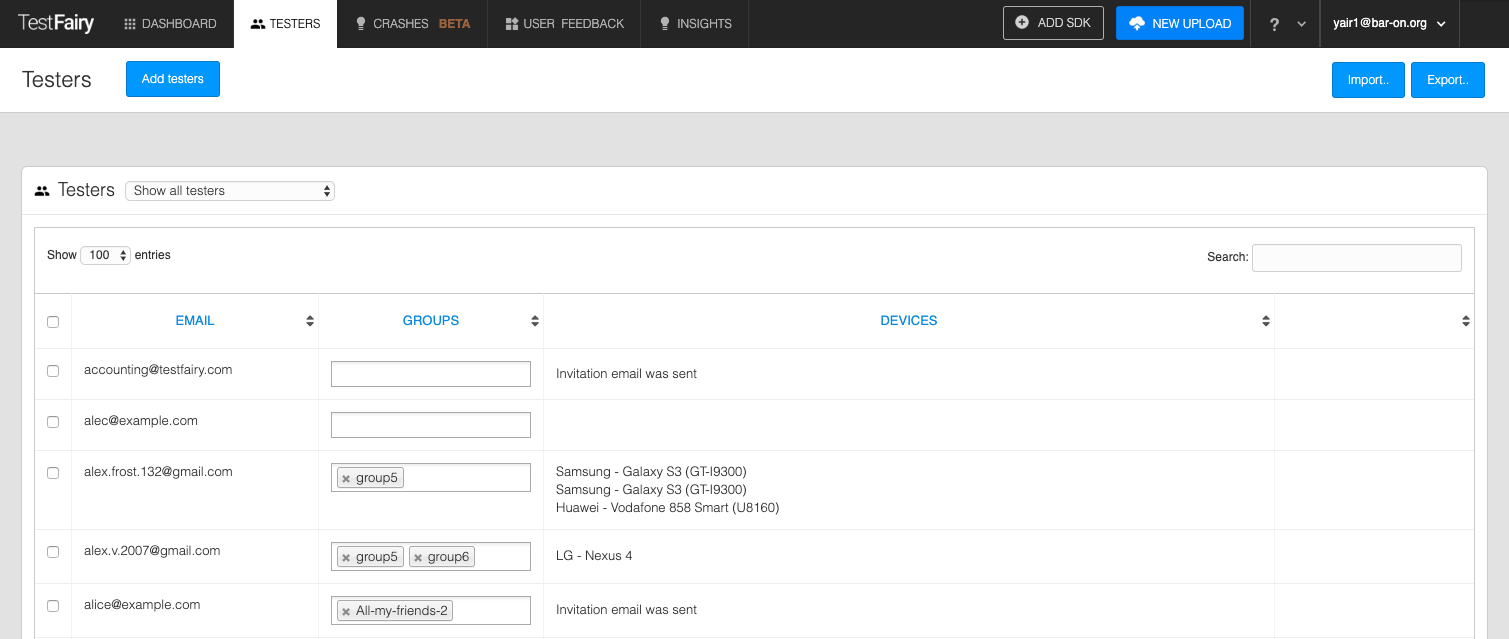 TestFairy DASHBOARD TESTERS CRASHES BETA USER FEEDBACK INSIGHTS ADD SDK NEW UPLOAD ? yair1@bar-on.org
Testers Add testers Import.. Export..
Testers Show all testers
Show 100 entries Search:
EMAIL GROUPS DEVICES
accounting@testfairy.com Invitation email was sent
alec@example.com
alex.frost.132@gmail.com group5 Samsung - Galaxy S3 (GT-I9300)
Samsung - Galaxy S3 (GT-I9300)
Huawei - Vodafone 858 Smart (U8160)
alex.v.2007@gmail.com group5 group6 LG - Nexus 4
alice@example.com All-my-friends-2 Invitation email was sent